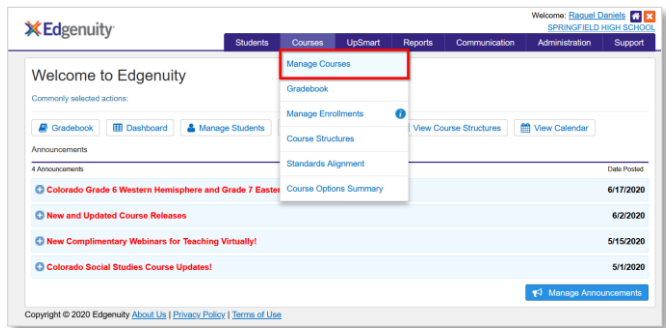 Welcome: Raquel Daniels
SPRINGFIELD HIGH SCHOOL
Edgenuity
Students Courses UpSmart Reports Communication Administration Support
Welcome to Edgenuity
Commonly selected actions:
Manage Courses
Gradebook
Manage Enrollments
Course Structures
Standards Alignment
Course Options Summary
Gradebook Dashboard Manage Students View Course Structures View Calendar
Announcements
4 Announcements Date Posted
Colorado Grade 6 Western Hemisphere and Grade 7 Easte 6/17/2020
New and Updated Course Releases 6/2/2020
New Complimentary Webinars for Teaching Virtually! 5/15/2020
Colorado Social Studies Course Updates! 5/1/2020
Manage Announcements
Copyright © 2020 Edgenuity About Us | Privacy Policy | Terms of Use